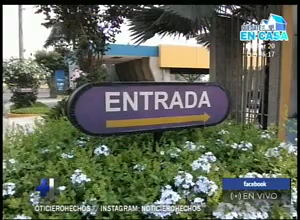 EN CASA
ENTRADA
facebook
(•) EN VIVO
OTICIEROHECHOS / INSTAGRAM: NOTICIEROHECHOS